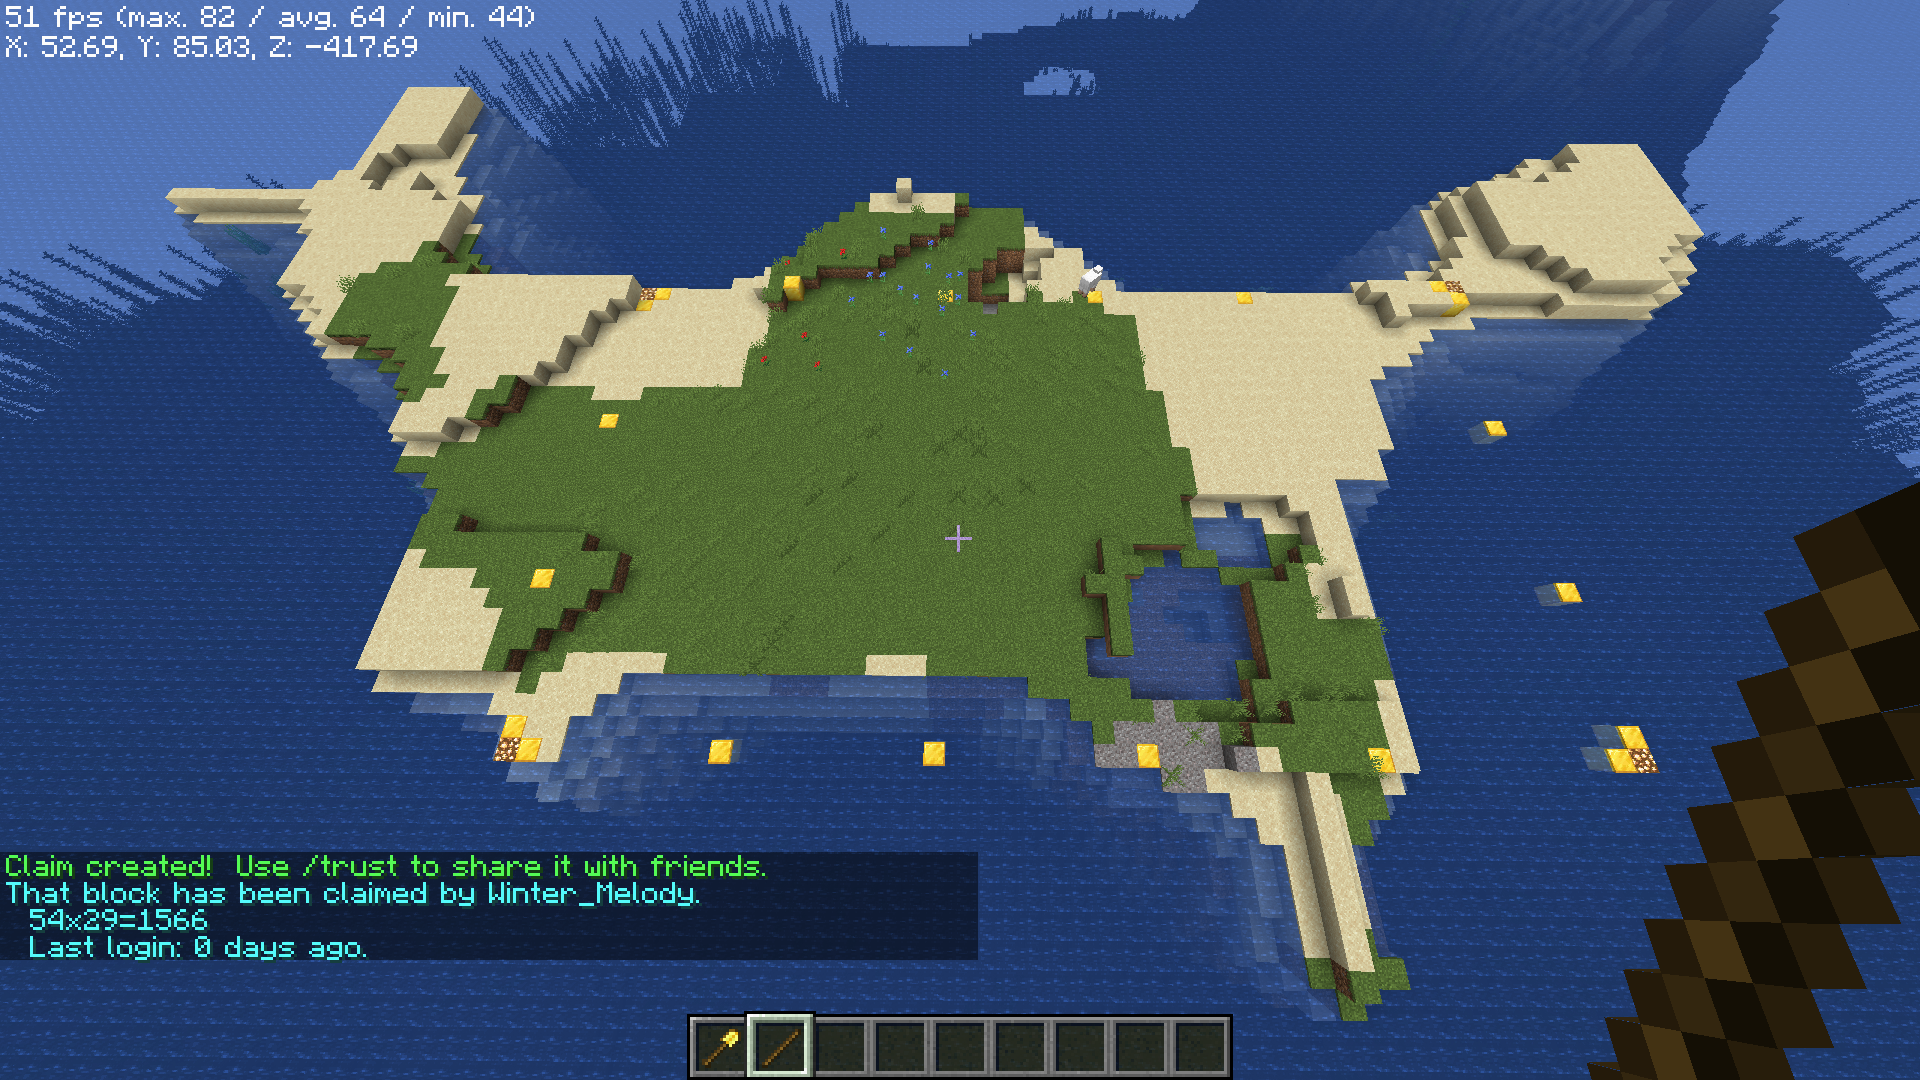 51 fps (max. 82 / avg. 64 / min. 44)
X: 52.69, Y: 85.03, Z: -417.69
Claim created!  Use /trust to share it with friends.
That block has been claimed by Winter_Melody.
54x29=1566
Last login: 0 days ago.